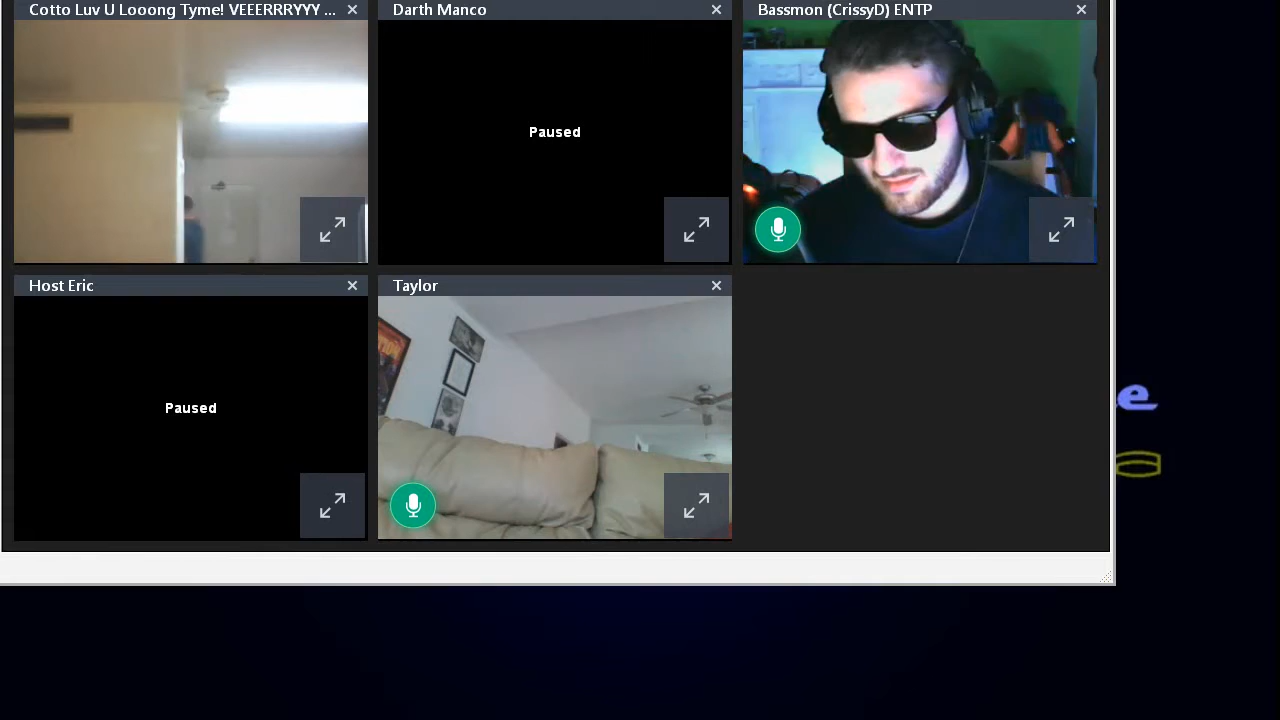 Cotto Luv U Looong Tyme! VEEERRRYYY ...
Darth Manco
Bassmon (CrissyD) ENTP
Paused
Host Eric
Taylor
Paused
e